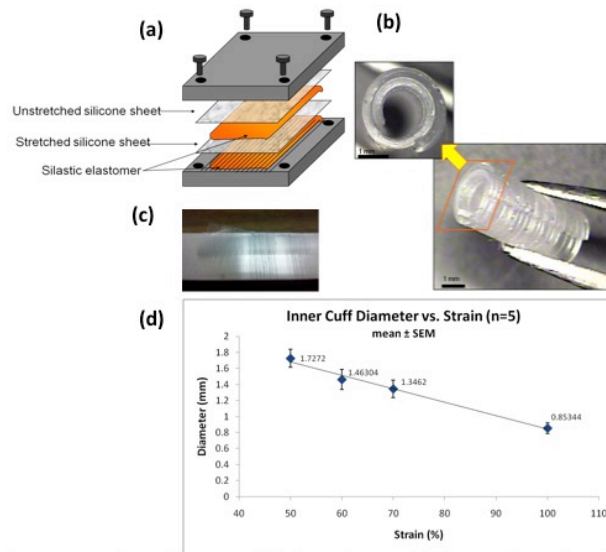 (a)
(b)
Unstretched silicone sheet
Stretched silicone sheet
Silastic elastomer
1 mm
1 mm
(c)
(d)
Inner Cuff Diameter vs. Strain (n=5)
mean ± SEM
Diameter (mm)
2
1.8
1.6
1.4
1.2
1
0.8
0.6
0.4
0.2
0
1.7272
1.46304
1.3462
0.85344
40
50
60
70
80
90
100
110
Strain (%)